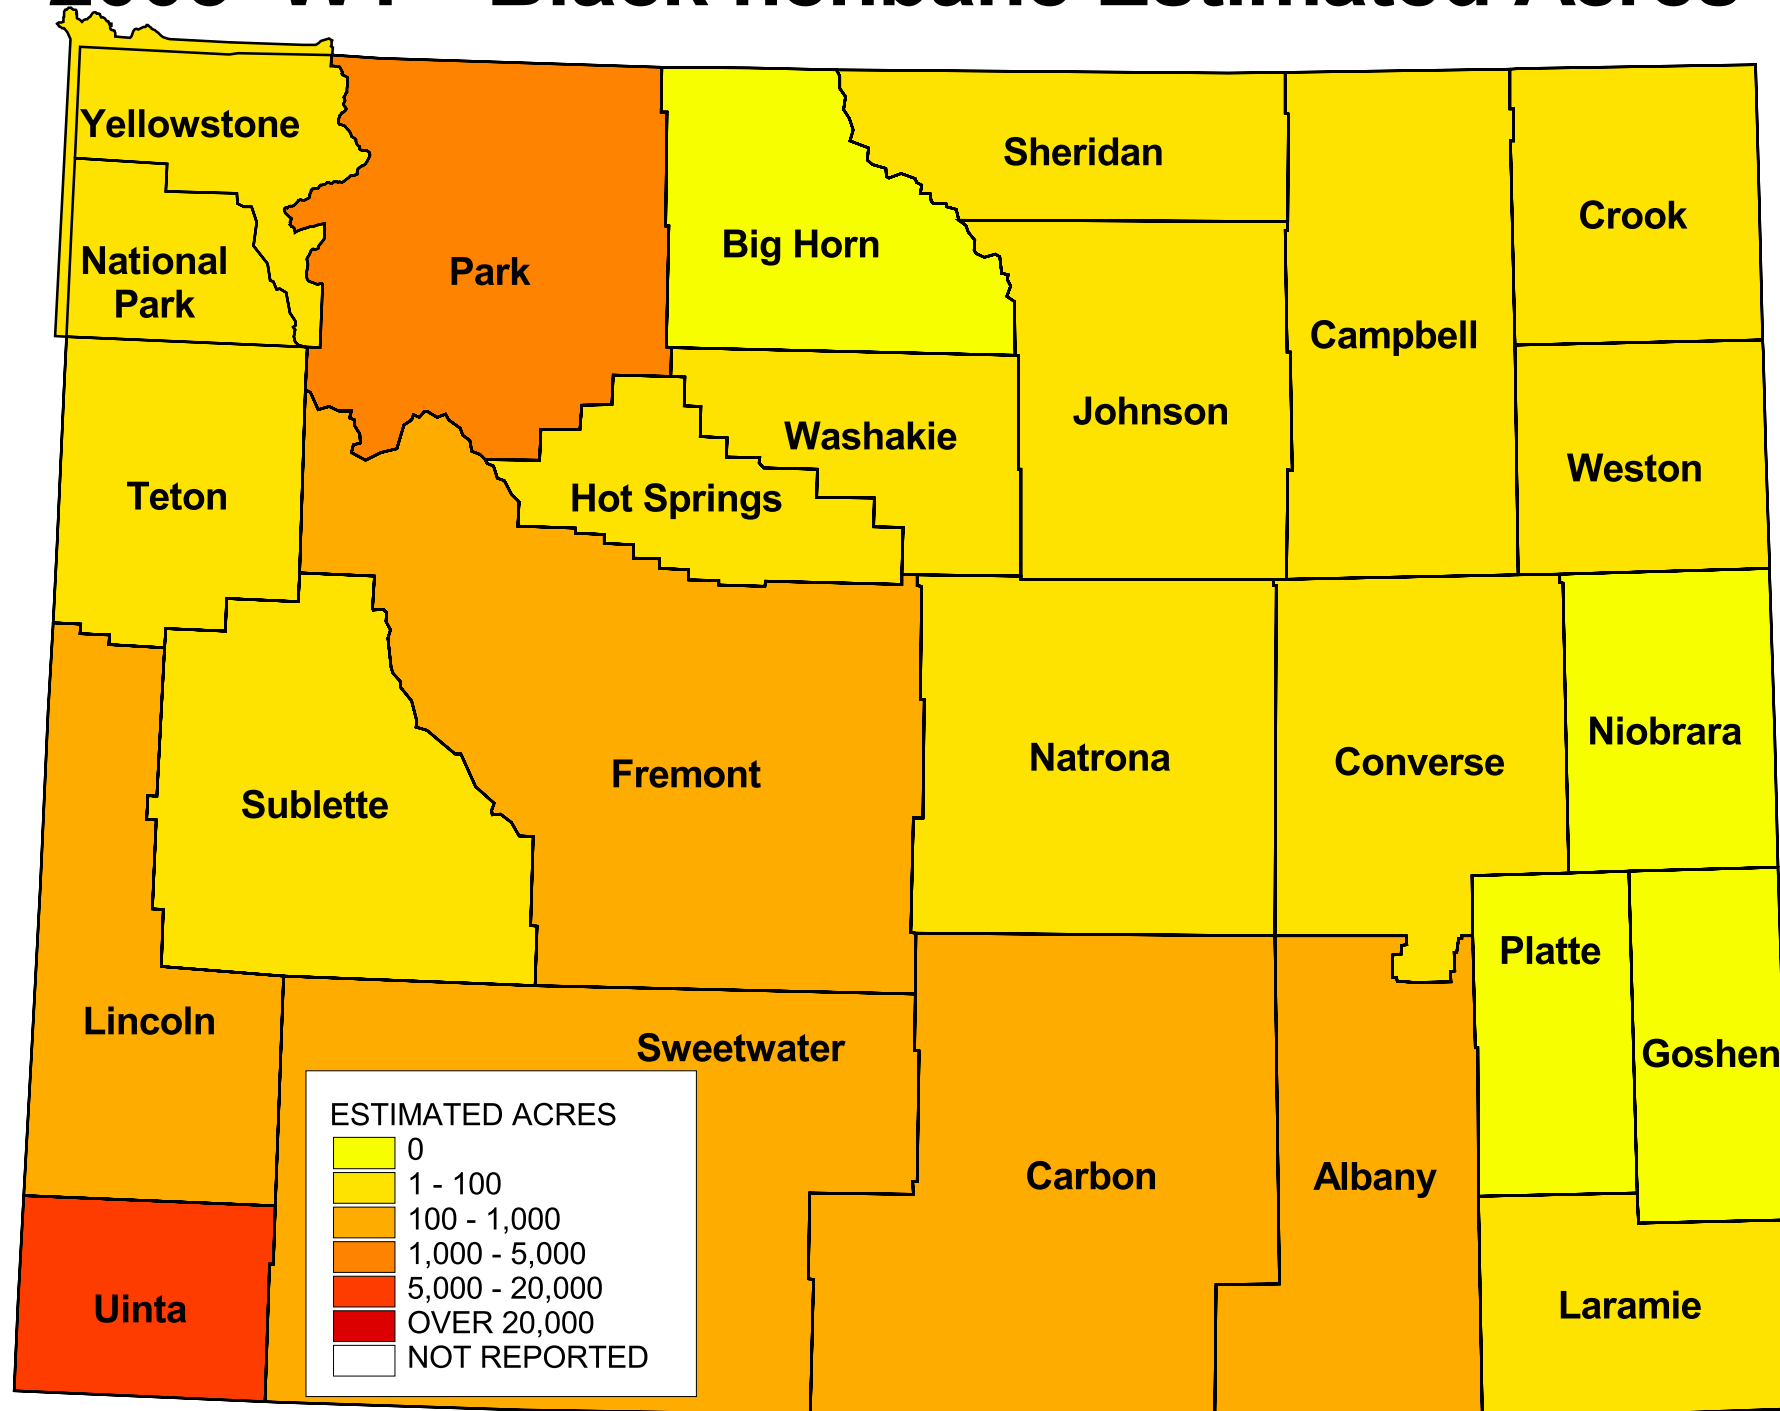 Yellowstone
Sheridan
Crook
Big Horn
National
Park
Park
Campbell
Johnson
Washakie
Weston
Teton
Hot Springs
Niobrara
Natrona
Converse
Fremont
Sublette
Platte
Lincoln
Sweetwater
Goshen
ESTIMATED ACRES
0
1 - 100
100 - 1,000
1,000 - 5,000
5,000 - 20,000
OVER 20,000
NOT REPORTED
Carbon
Albany
Uinta
Laramie